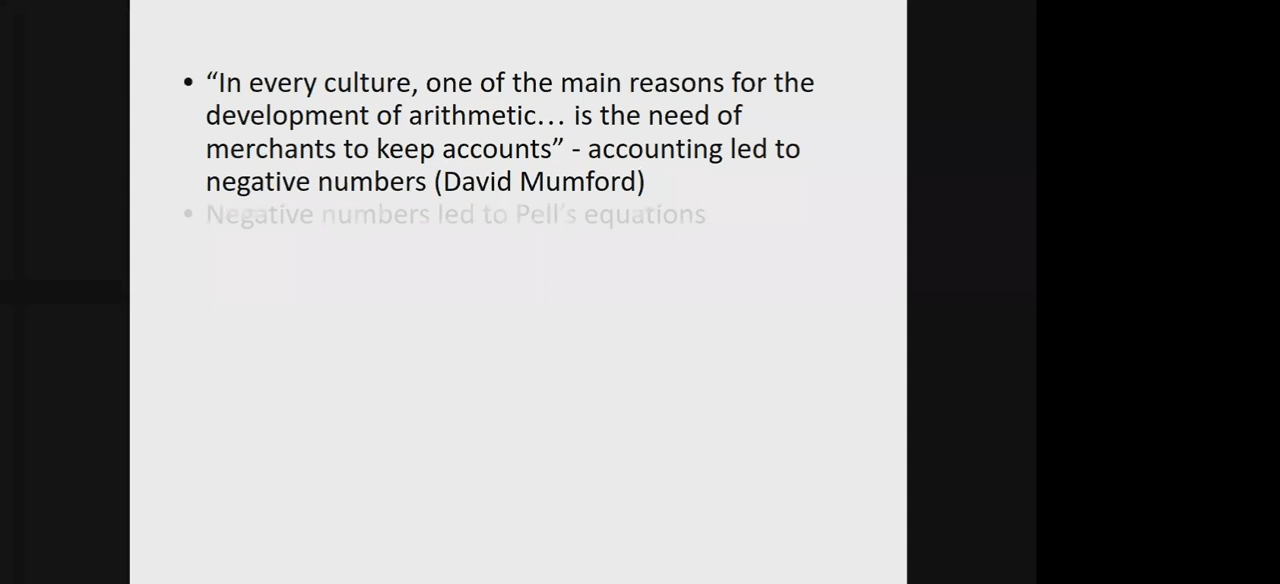 • “In every culture, one of the main reasons for the
development of arithmetic… is the need of
merchants to keep accounts” - accounting led to
negative numbers (David Mumford)
• Negative numbers led to Pell’s equations